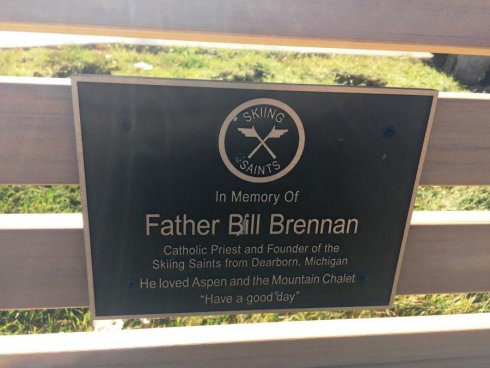 SKIING
SAINTS
In Memory Of
Father Bill Brennan
Catholic Priest and Founder of the
Skiing Saints from Dearborn, Michigan
He loved Aspen and the Mountain Chalet
"Have a good day"